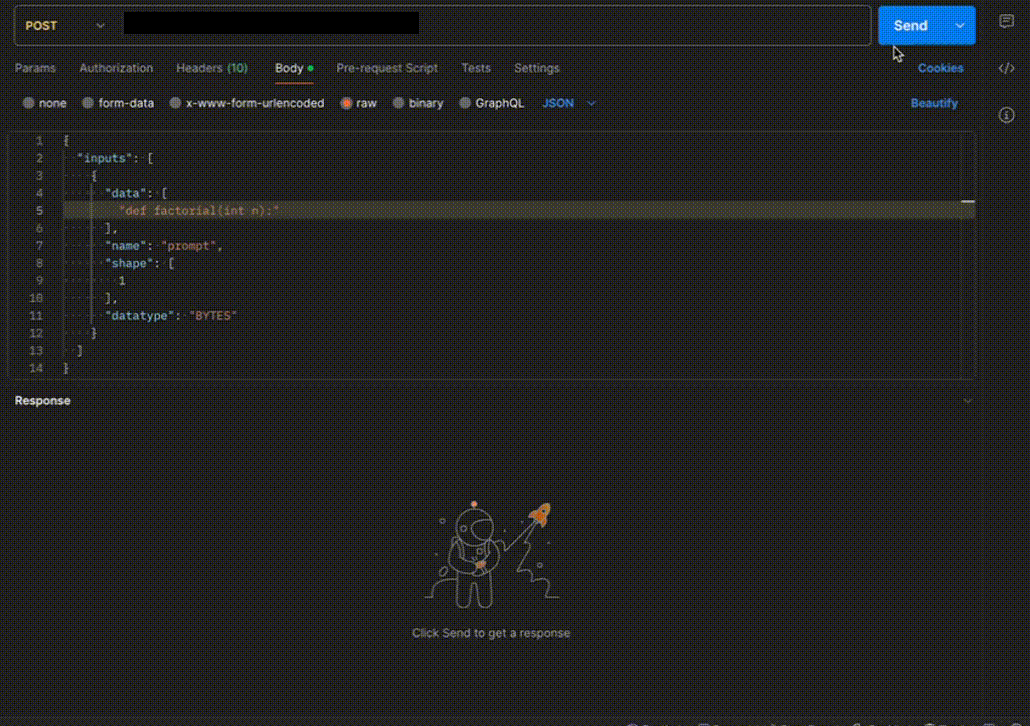 POST
Send
Params Authorization Headers (10) Body Pre-request Script Tests Settings Cookies </>
none form-data x-www-form-urlencoded raw binary GraphQL JSON Beautify
1 {
2 "inputs": [
3 {
4 "data": [
5 "def factorial(int n):"
6 ],
7 "name": "prompt",
8 "shape": [
9 1
10 ],
11 "datatype": "BYTES"
12 }
13 ]
14 }
Response
Click Send to get a response